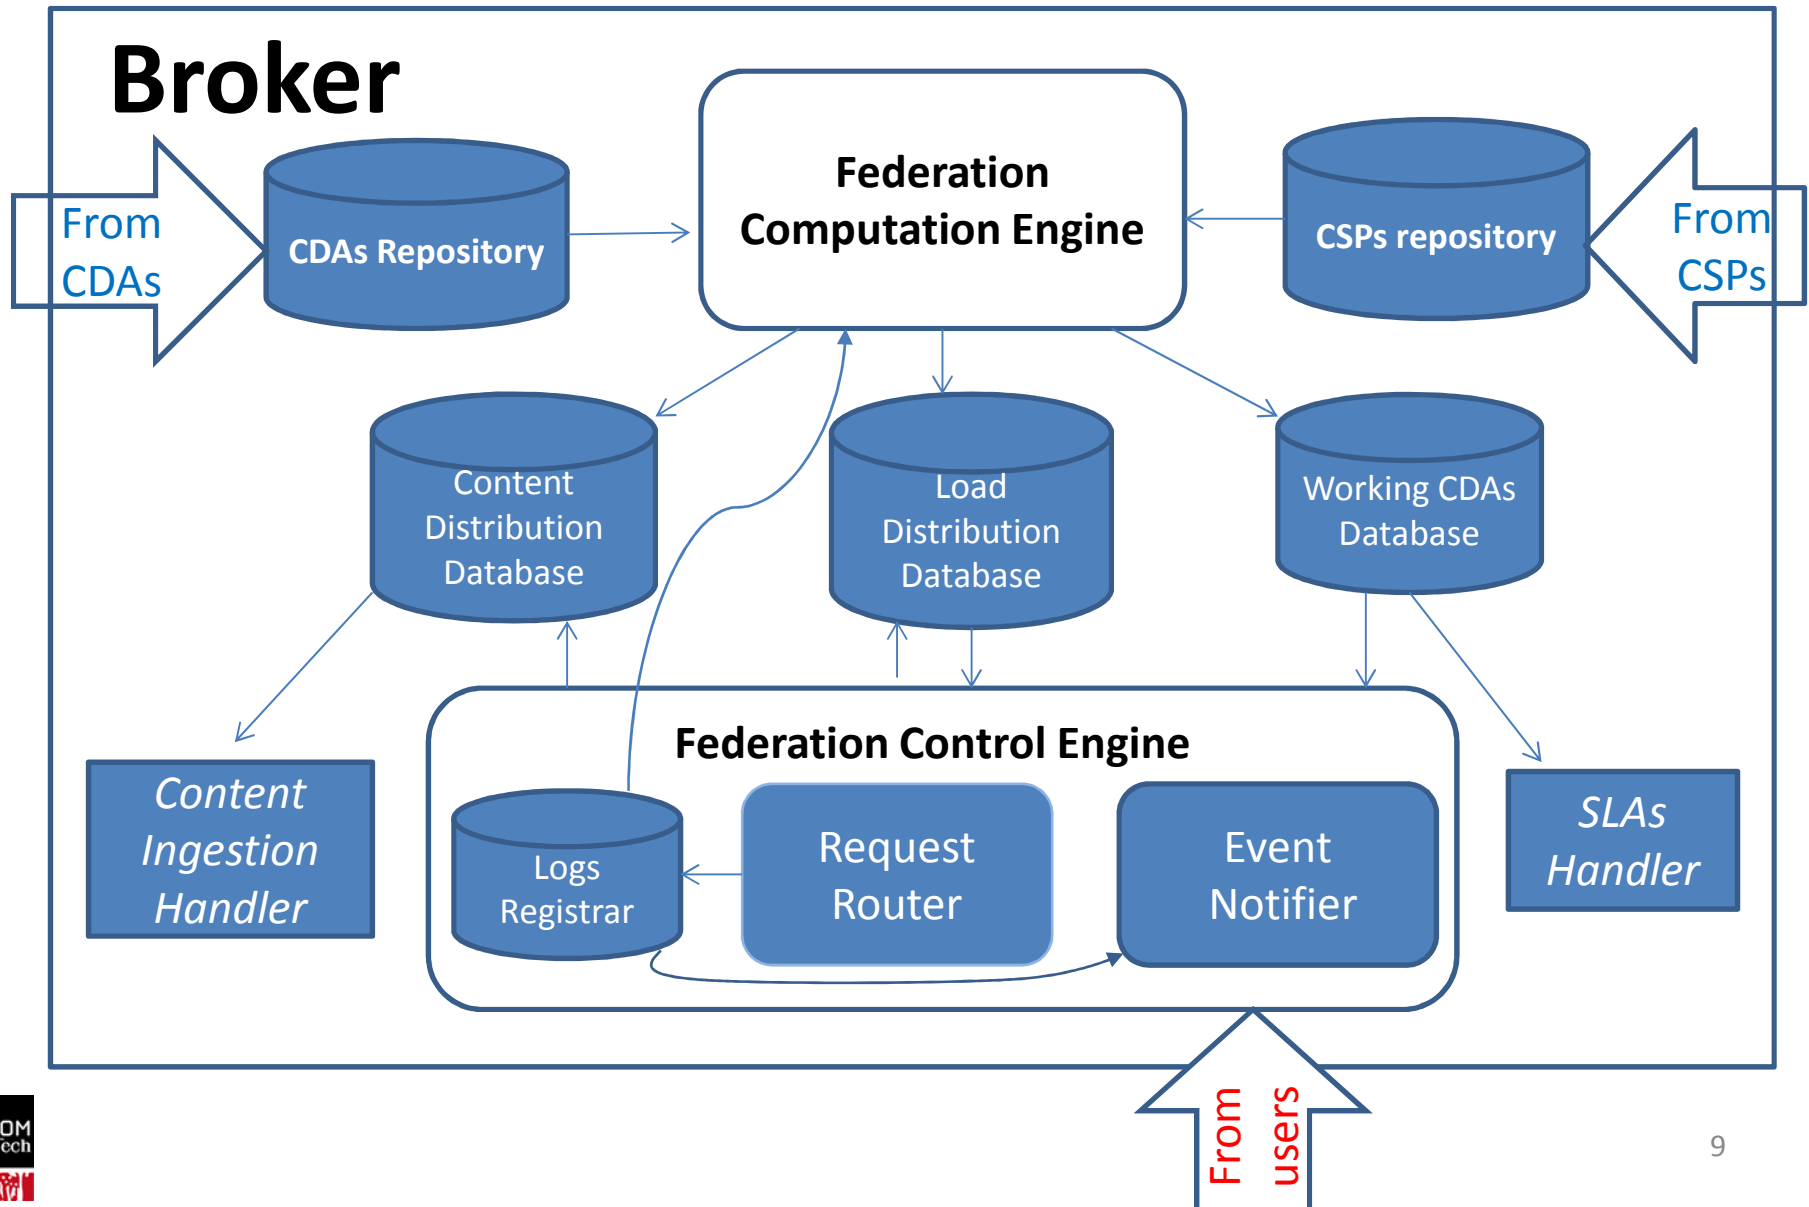 Broker
Federation
Computation Engine
From
CDAs
CDAs Repository
CSPs repository
From
CSPs
Content
Distribution
Database
Load
Distribution
Database
Working CDAs
Database
Federation Control Engine
Content
Ingestion
Handler
Logs
Registrar
Request
Router
Event
Notifier
SLAs
Handler
From
users
OM
ech
9